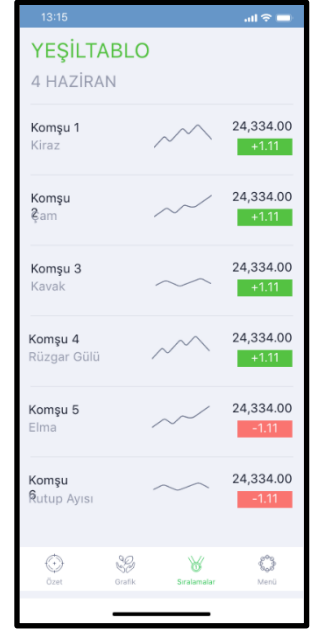 13:15
YEŞİLTABLO
4 HAZİRAN
Komşu 1
Kiraz
24,334.00
+1.11
Komşu
2
Çam
24,334.00
+1.11
Komşu 3
Kavak
24,334.00
+1.11
Komşu 4
Rüzgar Gülü
24,334.00
+1.11
Komşu 5
Elma
24,334.00
-1.11
Komşu
6
Kutup Ayısı
24,334.00
-1.11
Özet
Grafik
Sıralamalar
Menü